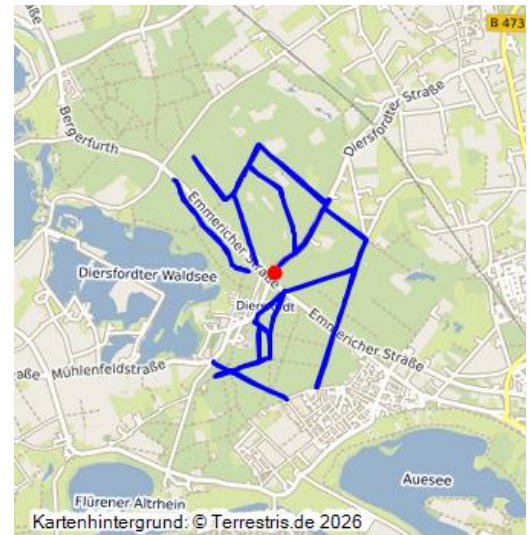 B 473
Diersfordter Straße
Bergerfurth
Emmericher Straße
Diersfordter Waldsee
Diersfordt
Emmericher Straße
aße
Mühlenfeldstraße
Auesee
Flürener Altrhein
Kartenhintergrund: © Terrestris.de 2026